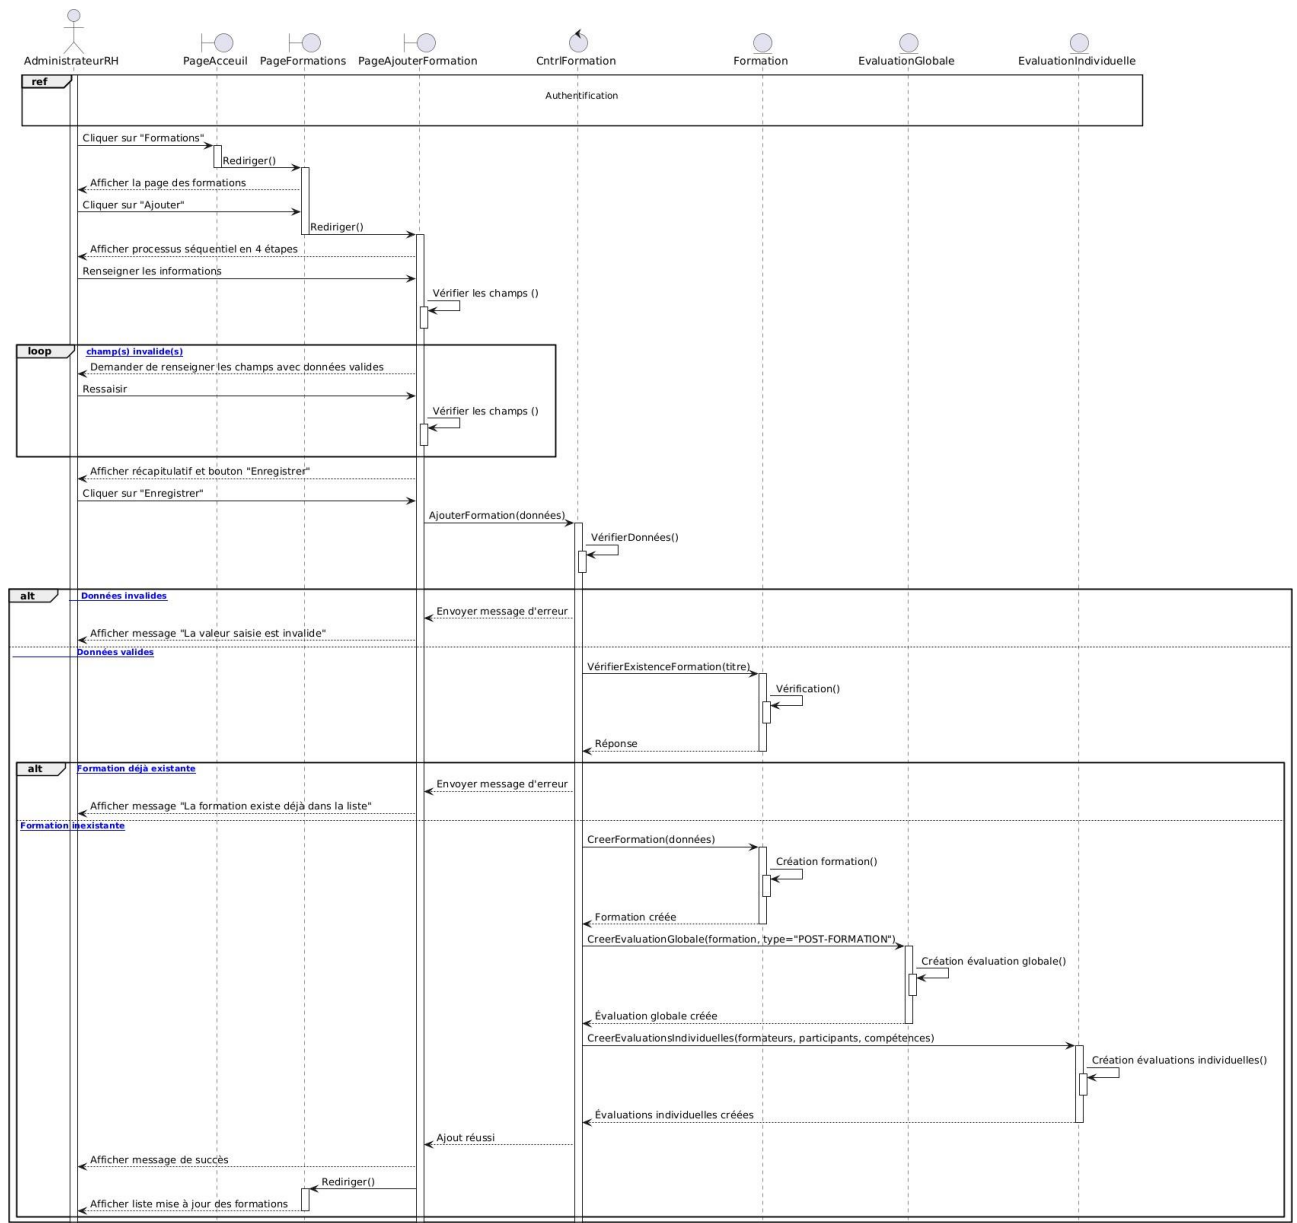 AdministrateurRH
PageAcceuil
PageFormations
PageAjouterFormation
CntrlFormation
Formation
EvaluationGlobale
EvaluationIndividuelle
ref
Authentification
Cliquer sur "Formations"
Rediriger()
Afficher la page des formations
Cliquer sur "Ajouter"
Rediriger()
Afficher processus séquentiel en 4 étapes
Renseigner les informations
Vérifier les champs ()
loop
champ(s) invalide(s)
Demander de renseigner les champs avec données valides
Ressaisir
Vérifier les champs ()
Afficher récapitulatif et bouton "Enregistrer"
Cliquer sur "Enregistrer"
AjouterFormation(données)
VérifierDonnées()
alt
Données invalides
Envoyer message d'erreur
Afficher message "La valeur saisie est invalide"
Données valides
VérifierExistenceFormation(titre)
Vérification()
Réponse
alt
Formation déjà existante
Envoyer message d'erreur
Afficher message "La formation existe déjà dans la liste"
Formation inexistante
CreerFormation(données)
Création formation()
Formation créée
CreerEvaluationGlobale(formation, type="POST-FORMATION")
Création évaluation globale()
Évaluation globale créée
CreerEvaluationsIndividuelles(formateurs, participants, compétences)
Création évaluations individuelles()
Évaluations individuelles créées
Ajout réussi
Afficher message de succès
Rediriger()
Afficher liste mise à jour des formations